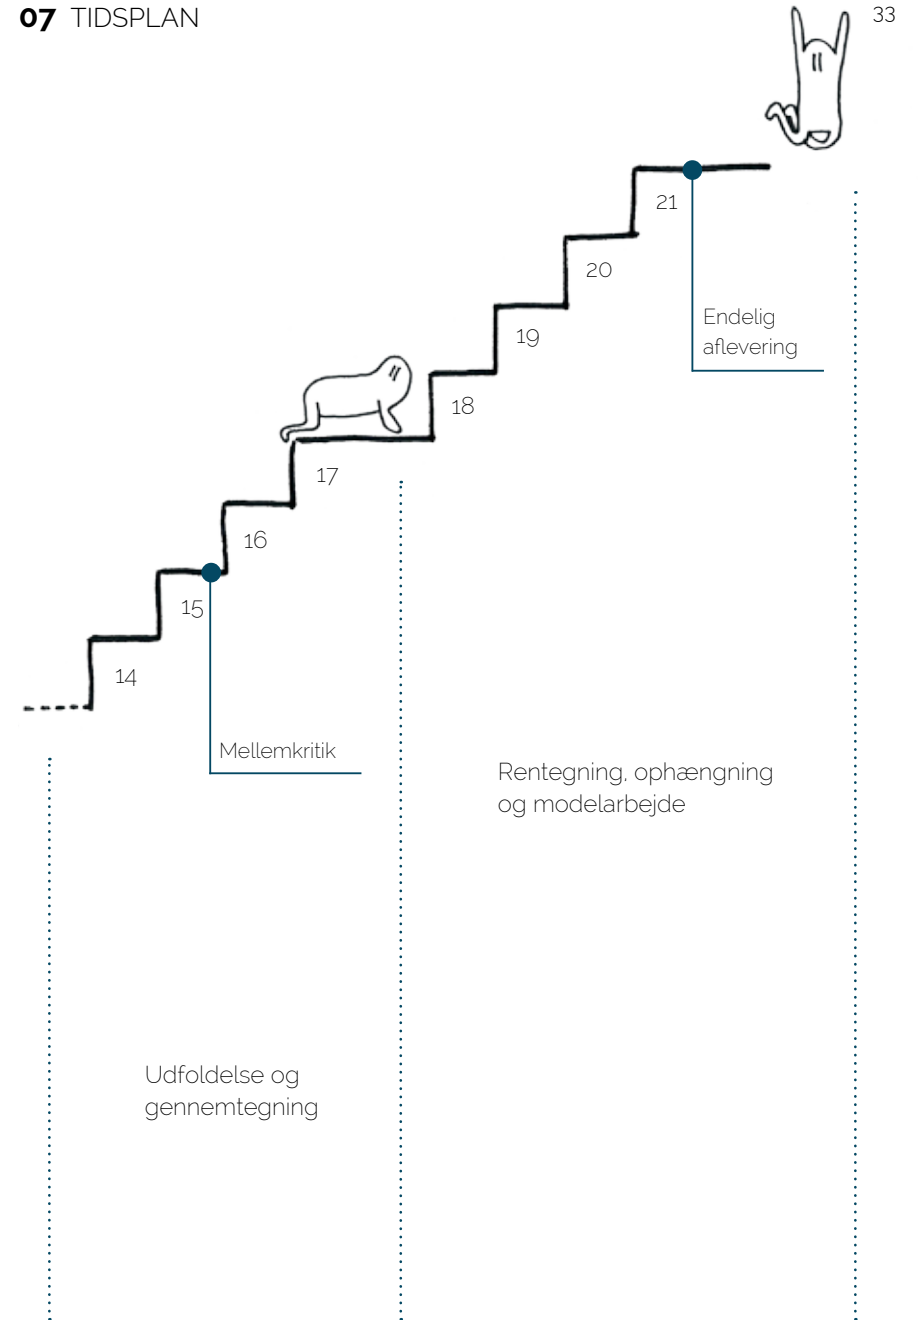 07 TIDSPLAN
33
21
20
Endelig
aflevering
19
18
17
16
15
14
Mellemkritik
Rentegning, ophængning
og modelarbejde
Udfoldelse og
gennemtegning